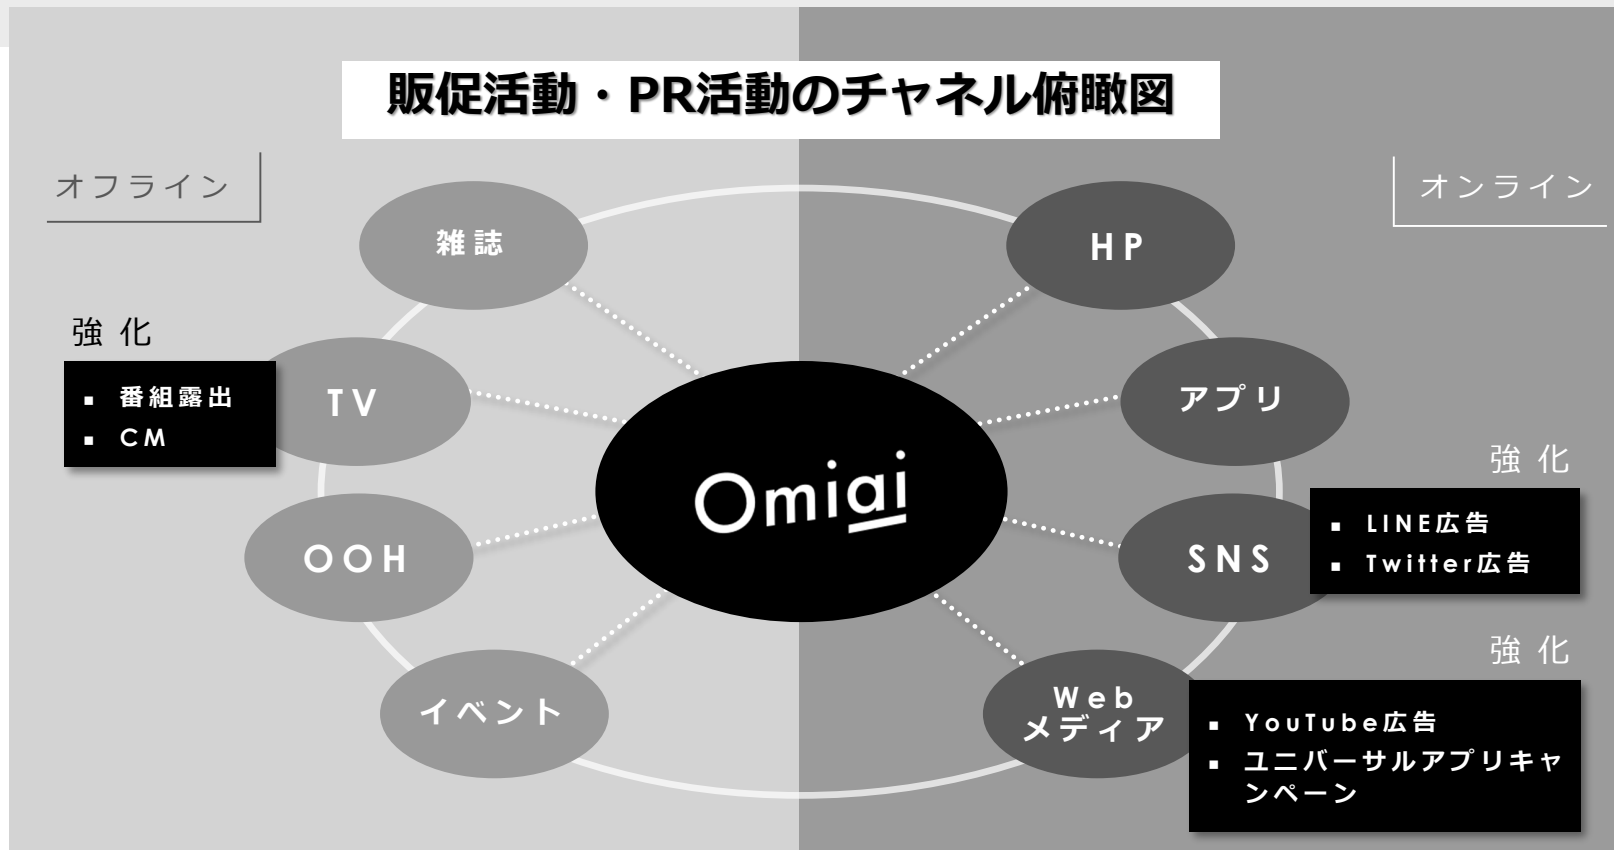 販促活動・PR活動のチャネル俯瞰図
オフライン
オンライン
雑誌
HP
強化
▪ 番組露出
▪ CM
TV
アプリ
Omiai
OOH
SNS
強化
▪ LINE広告
▪ Twitter広告
イベント
Web
メディア
強化
▪ YouTube広告
▪ ユニバーサルアプリキャ
ンペーン